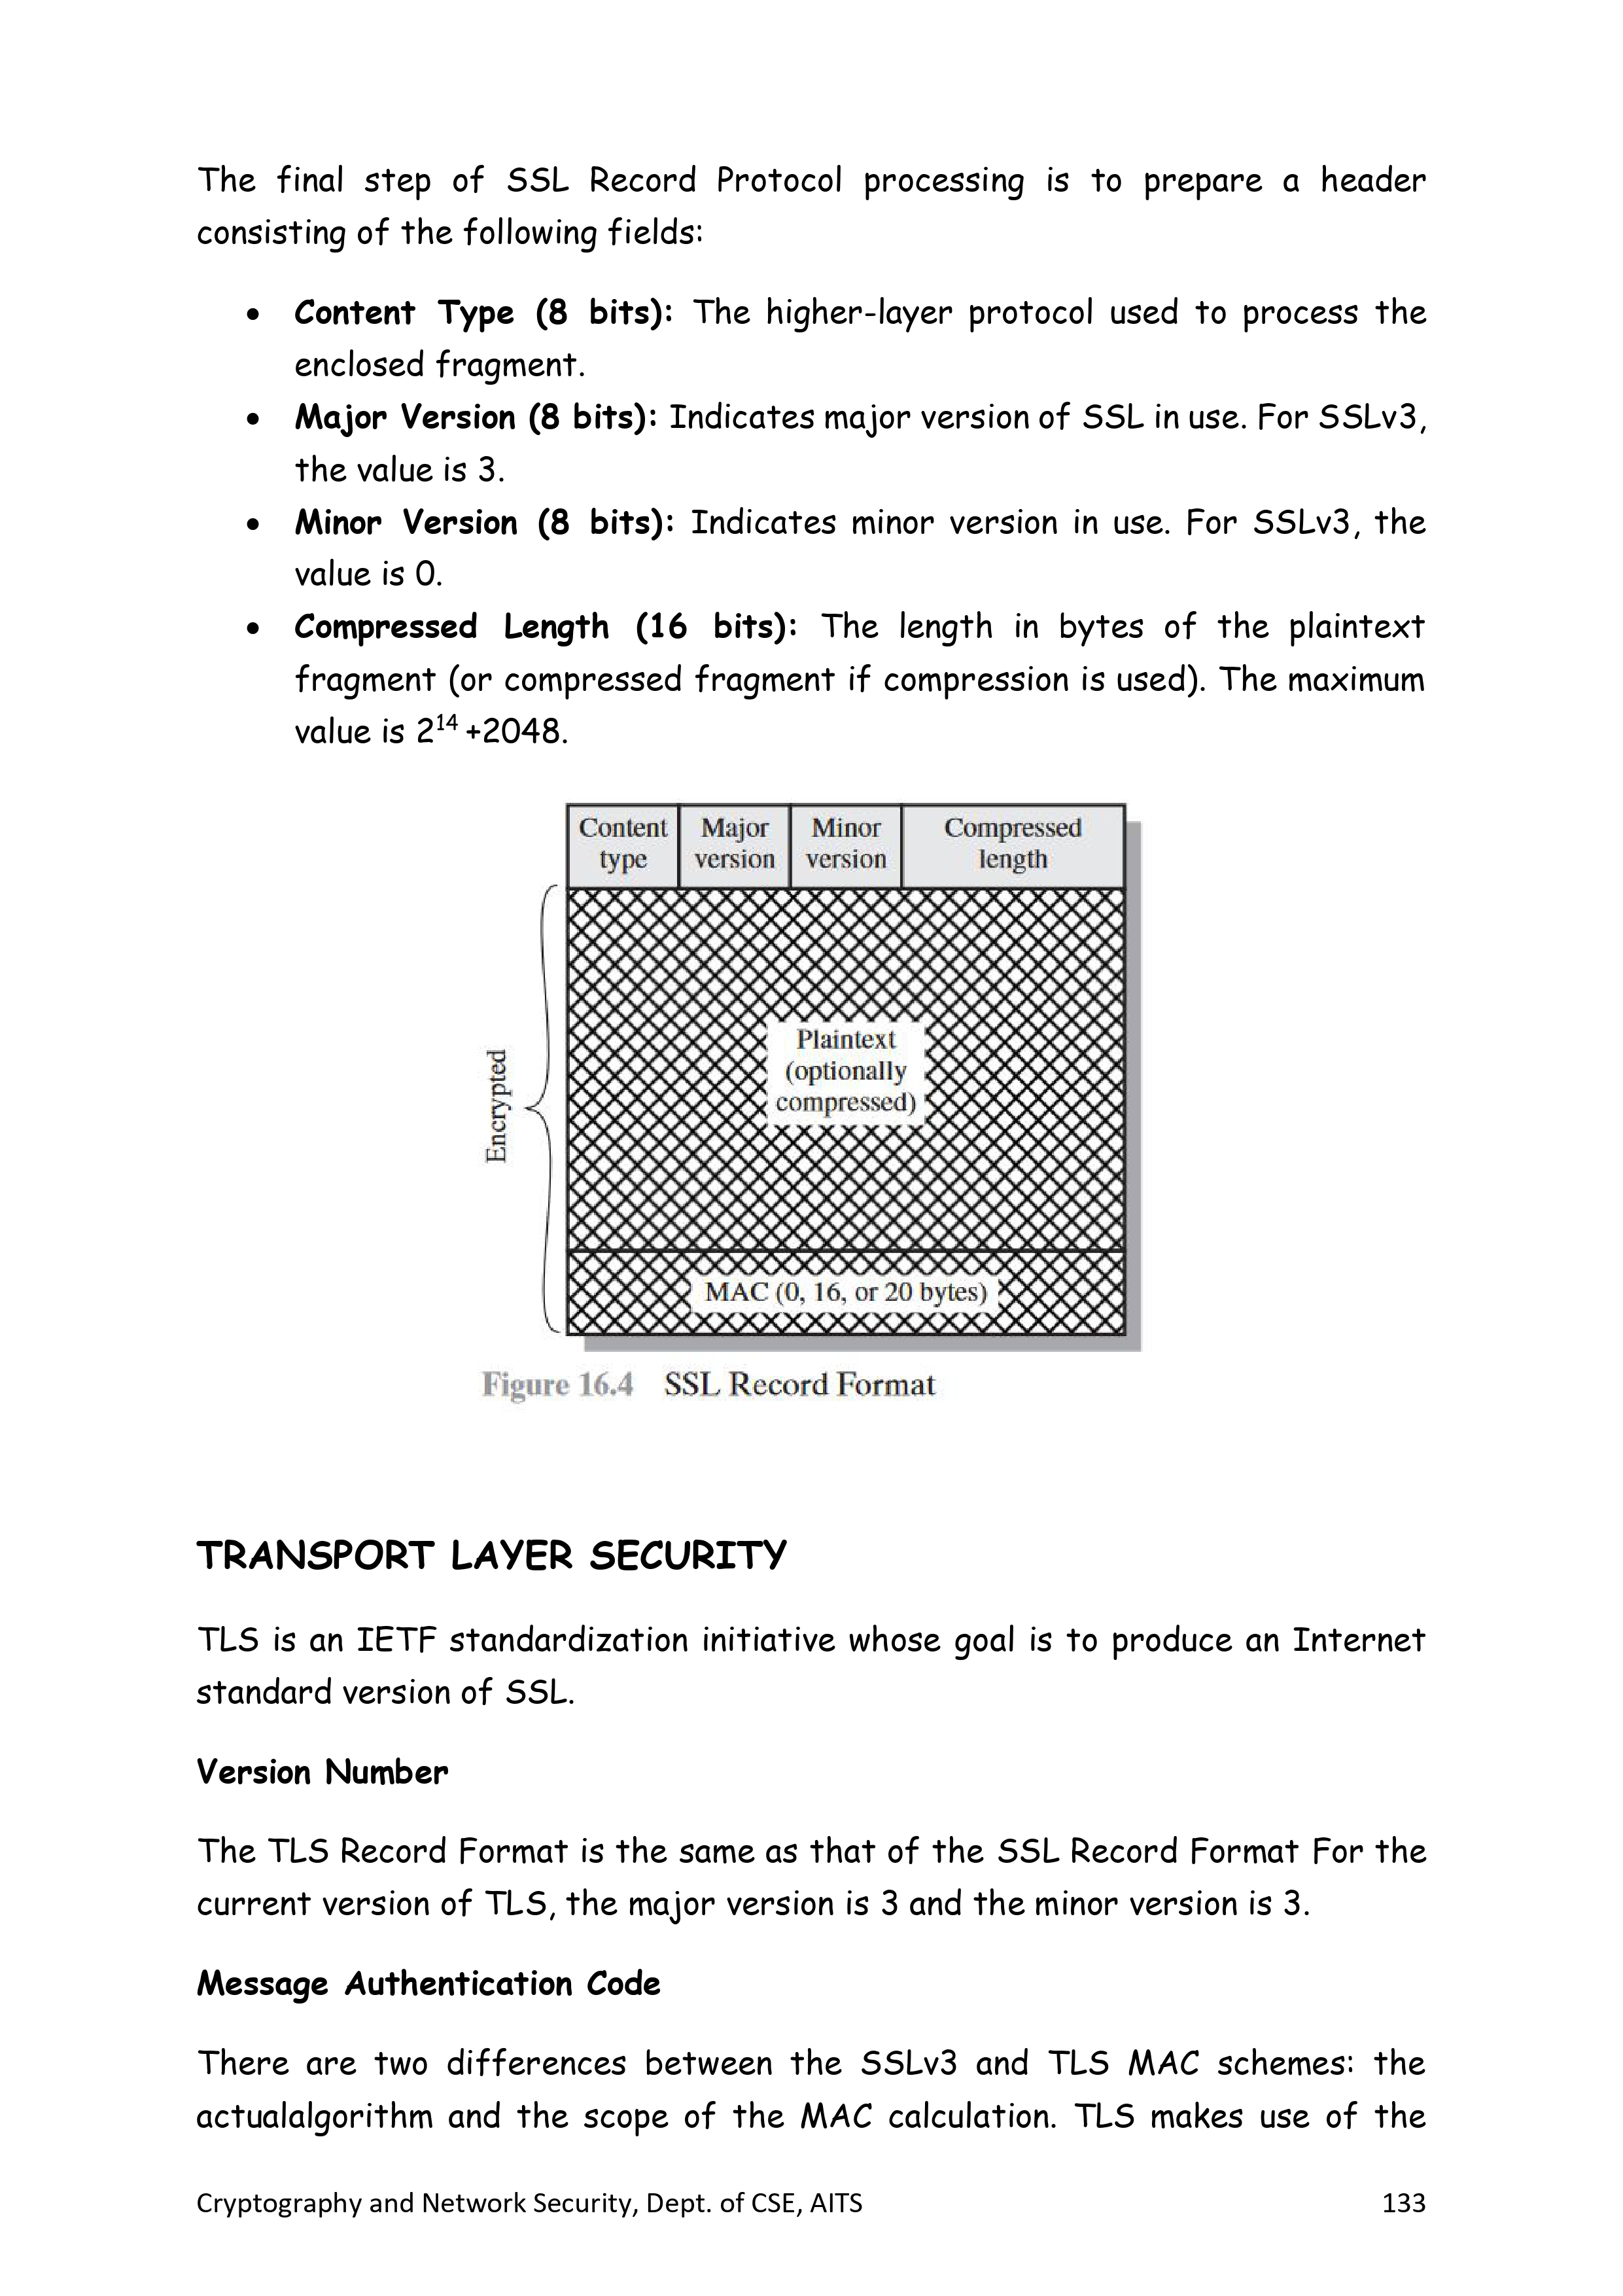 The final step of SSL Record Protocol processing is to prepare a header
consisting of the following fields:
• Content Type (8 bits): The higher-layer protocol used to process the
enclosed fragment.
• Major Version (8 bits): Indicates major version of SSL in use. For SSLv3,
the value is 3.
• Minor Version (8 bits): Indicates minor version in use. For SSLv3, the
value is 0.
• Compressed Length (16 bits): The length in bytes of the plaintext
fragment (or compressed fragment if compression is used). The maximum
value is 2¹⁴ +2048.
Content type
Major version
Minor version
Compressed length
Encrypted
Plaintext
(optionally
compressed)
MAC (0, 16, or 20 bytes)
Figure 16.4 SSL Record Format
TRANSPORT LAYER SECURITY
TLS is an IETF standardization initiative whose goal is to produce an Internet
standard version of SSL.
Version Number
The TLS Record Format is the same as that of the SSL Record Format For the
current version of TLS, the major version is 3 and the minor version is 3.
Message Authentication Code
There are two differences between the SSLv3 and TLS MAC schemes: the
actualalgorithm and the scope of the MAC calculation. TLS makes use of the
Cryptography and Network Security, Dept. of CSE, AITS 133